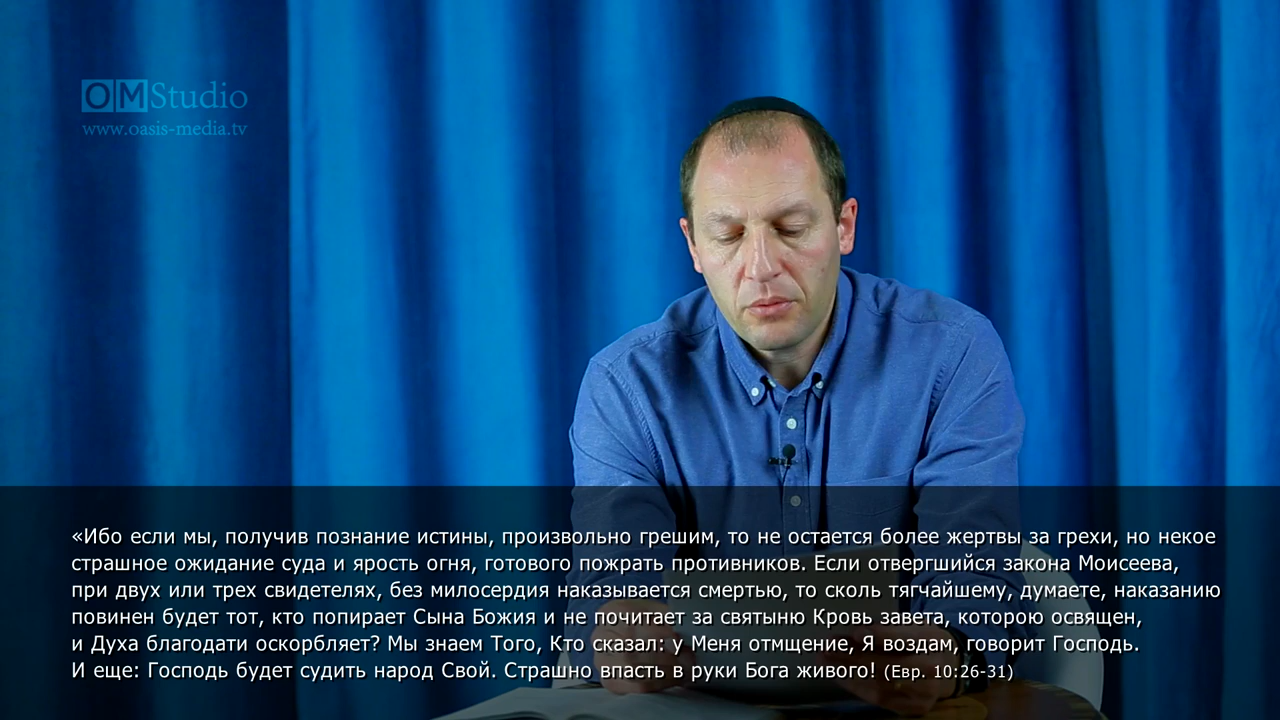 OMStudio
www.oasis-media.tv
«Ибо если мы, получив познание истины, произвольно грешим, то не остается более жертвы за грехи, но некое
страшное ожидание суда и ярость огня, готового пожрать противников. Если отвергшийся закона Моисеева,
при двух или трех свидетелях, без милосердия наказывается смертью, то сколь тягчайшему, думаете, наказанию
повинен будет тот, кто попирает Сына Божия и не почитает за святыню Кровь завета, которою освящен,
и Духа благодати оскорбляет? Мы знаем Того, Кто сказал: у Меня отмщение, Я воздам, говорит Господь.
И еще: Господь будет судить народ Свой. Страшно впасть в руки Бога живого! (Евр. 10:26-31)